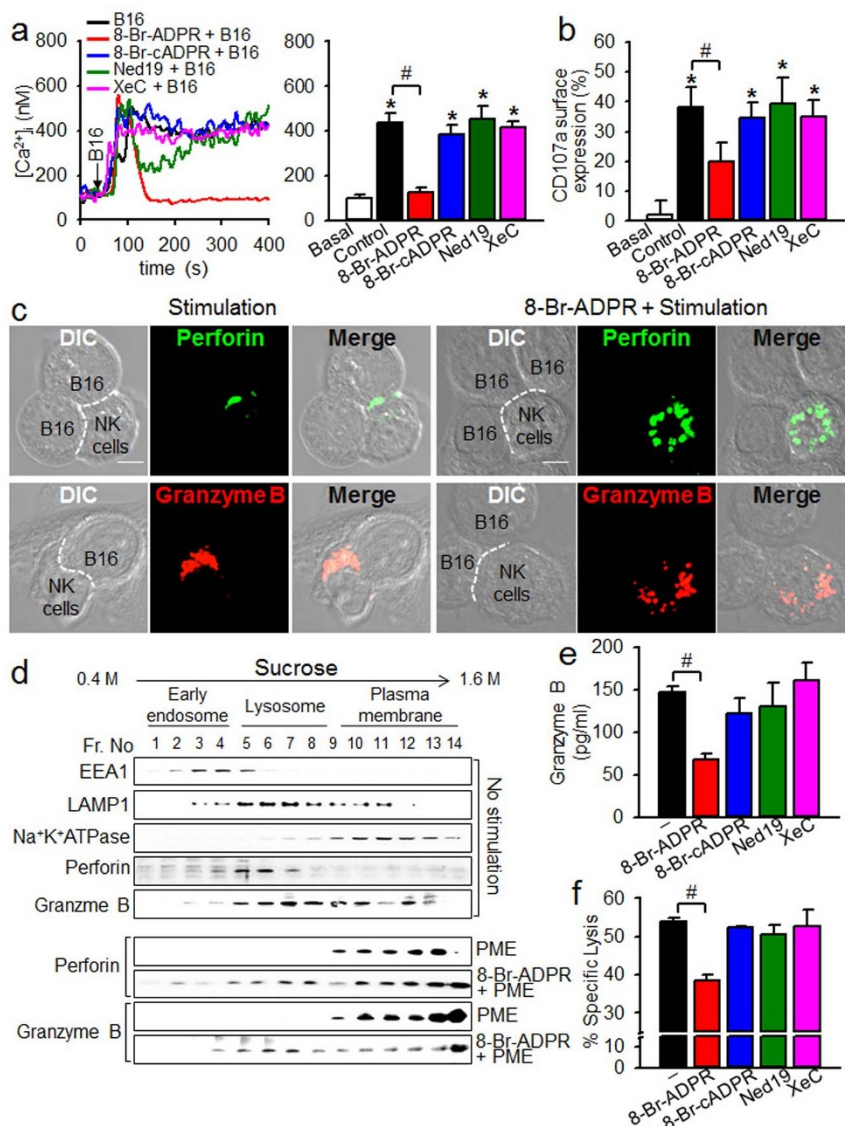 a
B16
8-Br-ADPR + B16
8-Br-cADPR + B16
Ned19 + B16
XeC + B16
[Ca²⁺]ᵢ (nM)
800
600
400
200
0
B16
0 100 200 300 400
time (s)
800
600
400
200
0
#
* * * *
Basal
Control
8-Br-ADPR
8-Br-cADPR
Ned19
XeC
b
CD107a surface
expression (%)
60
50
40
30
20
10
0
#
* * * *
Basal
Control
8-Br-ADPR
8-Br-cADPR
Ned19
XeC
c
Stimulation
8-Br-ADPR + Stimulation
DIC Perforin Merge DIC Perforin Merge
B16
B16
NK
cells
B16
B16
NK
cells
DIC Granzyme B Merge DIC Granzyme B Merge
B16
NK
cells
B16
B16
NK
cells
d
Sucrose
0.4 M 1.6 M
Early
endosome
Lysosome
Plasma
membrane
Fr. No 1 2 3 4 5 6 7 8 9 10 11 12 13 14
EEA1
LAMP1
Na⁺K⁺ATPase
Perforin
Granzme B
No stimulation
Perforin
PME
8-Br-ADPR
+ PME
Granzyme B
PME
8-Br-ADPR
+ PME
e
Granzyme B
(pg/ml)
200
150
100
50
0
#
–
8-Br-ADPR
8-Br-cADPR
Ned19
XeC
f
% Specific Lysis
60
50
40
30
10
0
#
–
8-Br-ADPR
8-Br-cADPR
Ned19
XeC